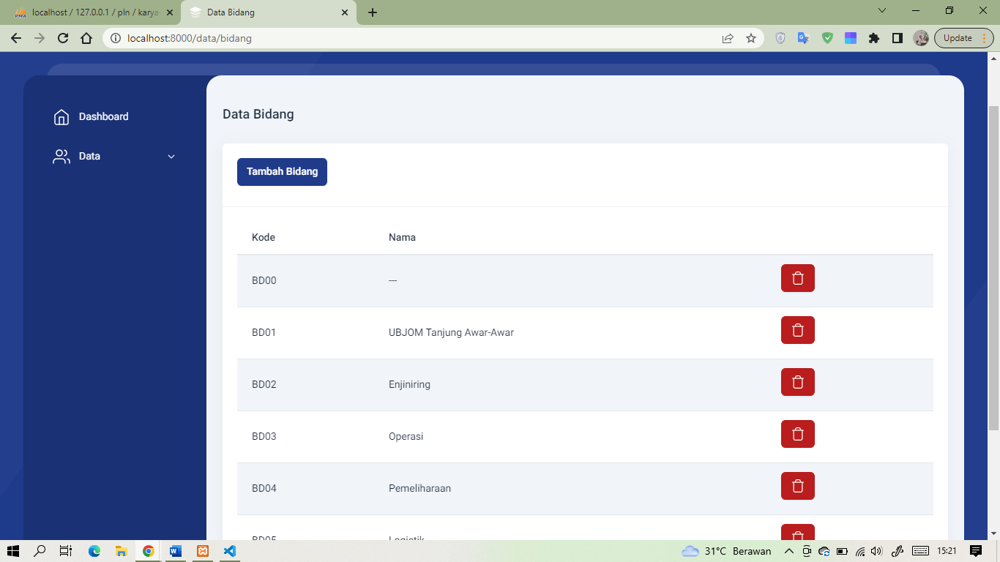 localhost / 127.0.0.1 / pln / karya
Data Bidang
localhost:8000/data/bidang
Update
Dashboard
Data
Data Bidang
Tambah Bidang
Kode Nama
BD00 ---
BD01 UBJOM Tanjung Awar-Awar
BD02 Enjiniring
BD03 Operasi
BD04 Pemeliharaan
BD05 Logistik
31°C Berawan 15:21